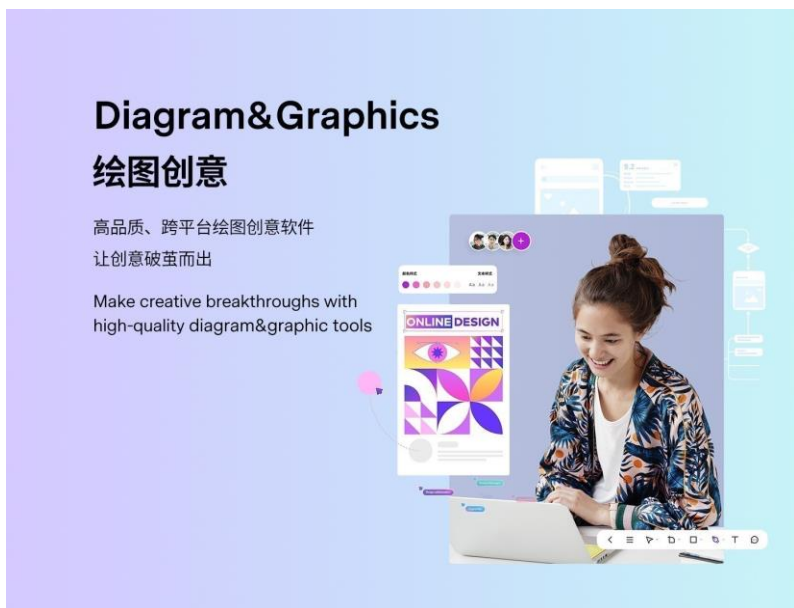 Diagram&Graphics
绘图创意
高品质、跨平台绘图创意软件
让创意破茧而出
Make creative breakthroughs with
high-quality diagram&graphic tools
ONLINE DESIGN